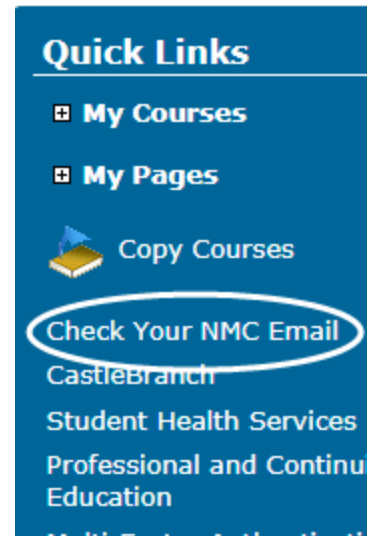 Quick Links
My Courses
My Pages
Copy Courses
Check Your NMC Email
CastleBranch
Student Health Services
Professional and Continui
Education